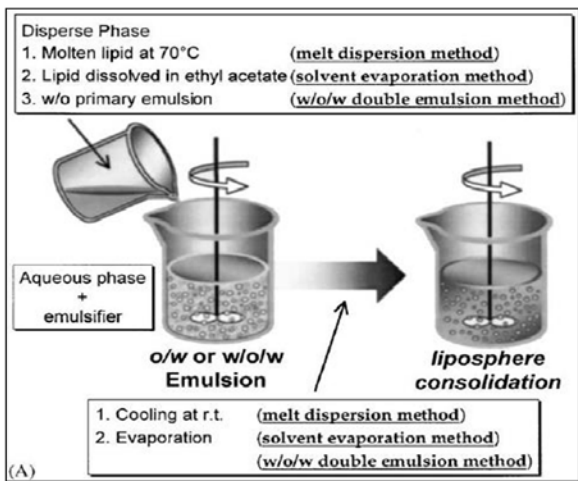 Disperse Phase
1. Molten lipid at 70°C (melt dispersion method)
2. Lipid dissolved in ethyl acetate (solvent evaporation method)
3. w/o primary emulsion (w/o/w double emulsion method)
Aqueous phase
+
emulsifier
o/w or w/o/w
Emulsion
liposphere
consolidation
1. Cooling at r.t. (melt dispersion method)
2. Evaporation (solvent evaporation method)
(w/o/w double emulsion method)
(A)